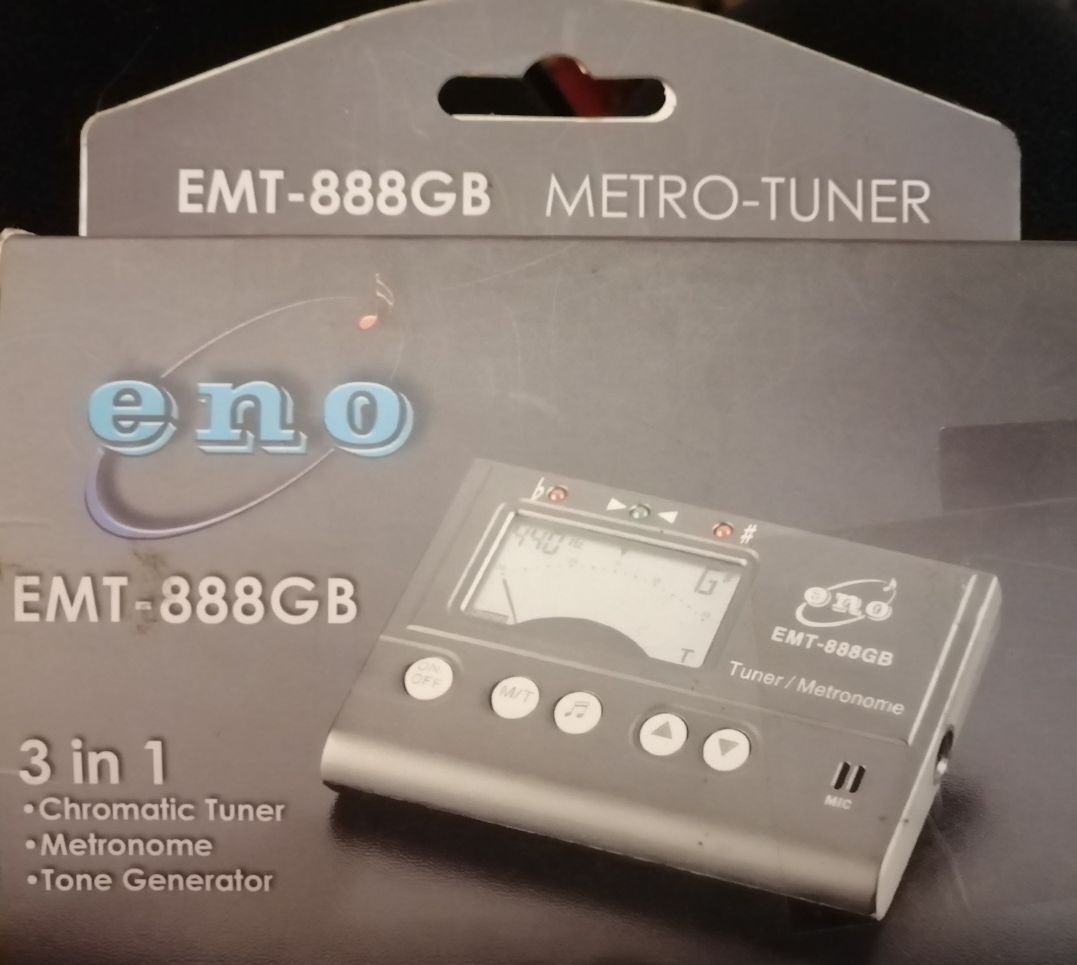 EMT-888GB METRO-TUNER
eno
EMT-888GB
3 in 1
•Chromatic Tuner
•Metronome
•Tone Generator
b
#
440 Hz
T
eno
EMT-888GB
Tuner / Metronome
ON
OFF
M/T
MIC